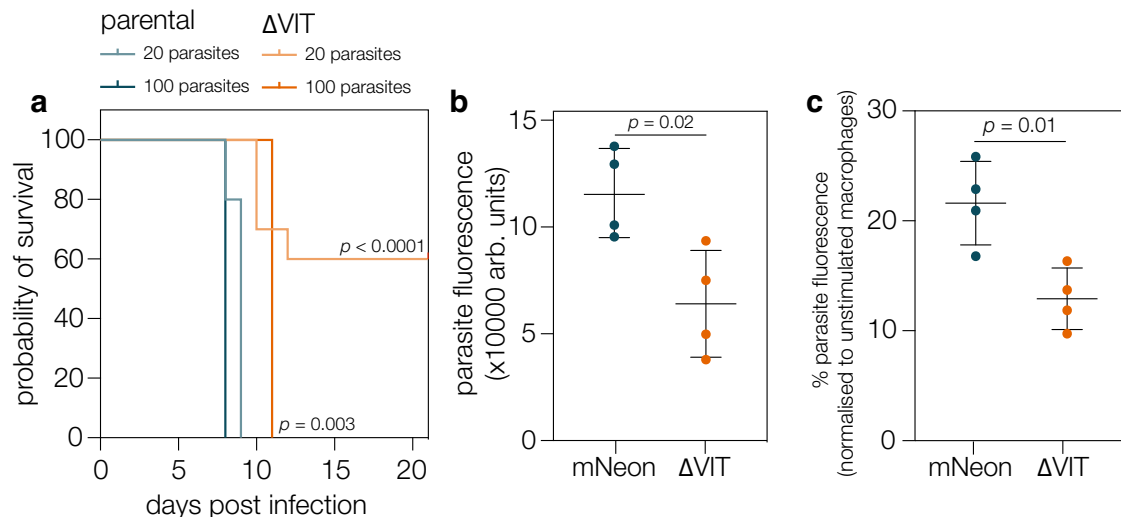 parental ΔVIT
20 parasites 20 parasites
100 parasites 100 parasites
a
probability of survival
100
80
60
40
20
0
p < 0.0001
p = 0.003
0 5 10 15 20
days post infection
b
parasite fluorescence
(x10000 arb. units)
15
10
5
0
p = 0.02
mNeon ΔVIT
c
% parasite fluorescence
(normalised to unstimulated macrophages)
30
20
10
0
p = 0.01
mNeon ΔVIT